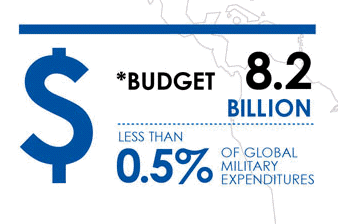 $
*BUDGET 8.2
BILLION
LESS THAN
0.5% OF GLOBAL
MILITARY
EXPENDITURES